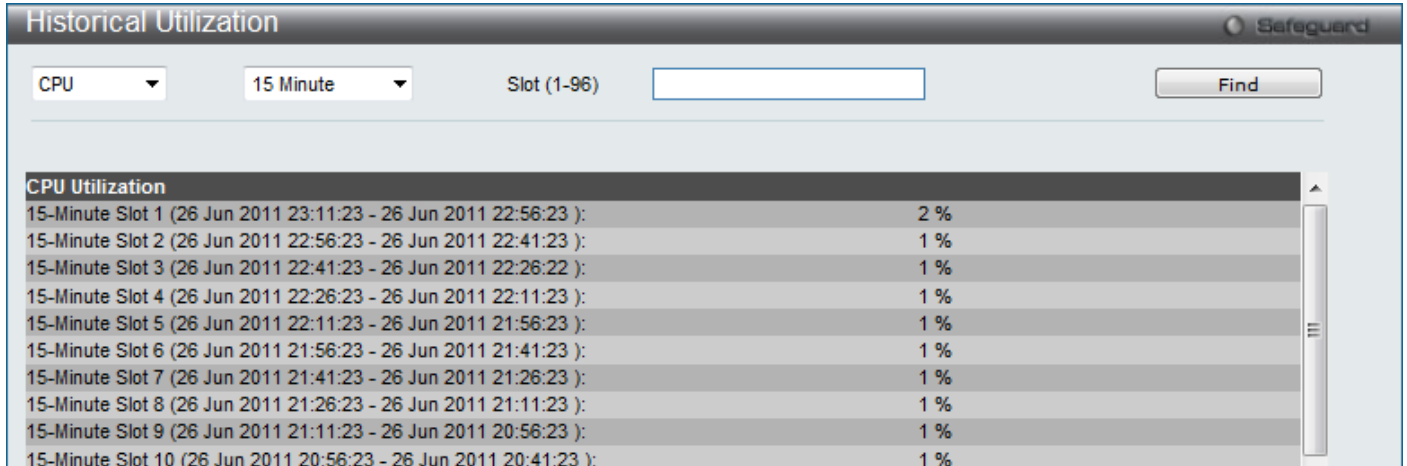 Historical Utilization
Safeguard
CPU 15 Minute Slot (1-96) Find
CPU Utilization
15-Minute Slot 1 (26 Jun 2011 23:11:23 - 26 Jun 2011 22:56:23 ): 2 %
15-Minute Slot 2 (26 Jun 2011 22:56:23 - 26 Jun 2011 22:41:23 ): 1 %
15-Minute Slot 3 (26 Jun 2011 22:41:23 - 26 Jun 2011 22:26:22 ): 1 %
15-Minute Slot 4 (26 Jun 2011 22:26:23 - 26 Jun 2011 22:11:23 ): 1 %
15-Minute Slot 5 (26 Jun 2011 22:11:23 - 26 Jun 2011 21:56:23 ): 1 %
15-Minute Slot 6 (26 Jun 2011 21:56:23 - 26 Jun 2011 21:41:23 ): 1 %
15-Minute Slot 7 (26 Jun 2011 21:41:23 - 26 Jun 2011 21:26:23 ): 1 %
15-Minute Slot 8 (26 Jun 2011 21:26:23 - 26 Jun 2011 21:11:23 ): 1 %
15-Minute Slot 9 (26 Jun 2011 21:11:23 - 26 Jun 2011 20:56:23 ): 1 %
15-Minute Slot 10 (26 Jun 2011 20:56:23 - 26 Jun 2011 20:41:23 ): 1 %